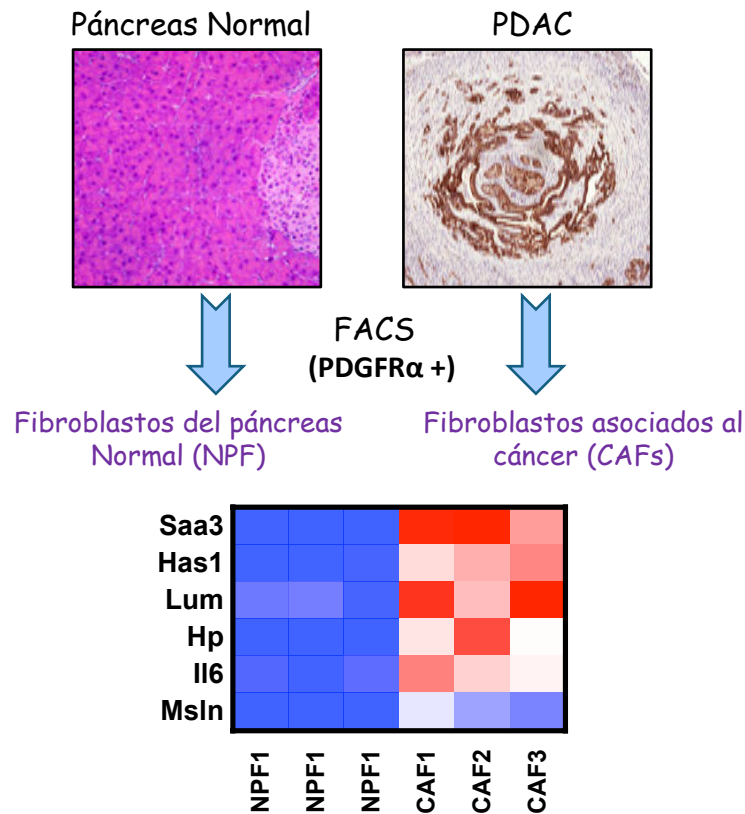 Páncreas Normal
PDAC
FACS
(PDGFRα +)
Fibroblastos del páncreas
Normal (NPF)
Fibroblastos asociados al
cáncer (CAFs)
Saa3
Has1
Lum
Hp
Il6
Msln
NPF1
NPF1
NPF1
CAF1
CAF2
CAF3